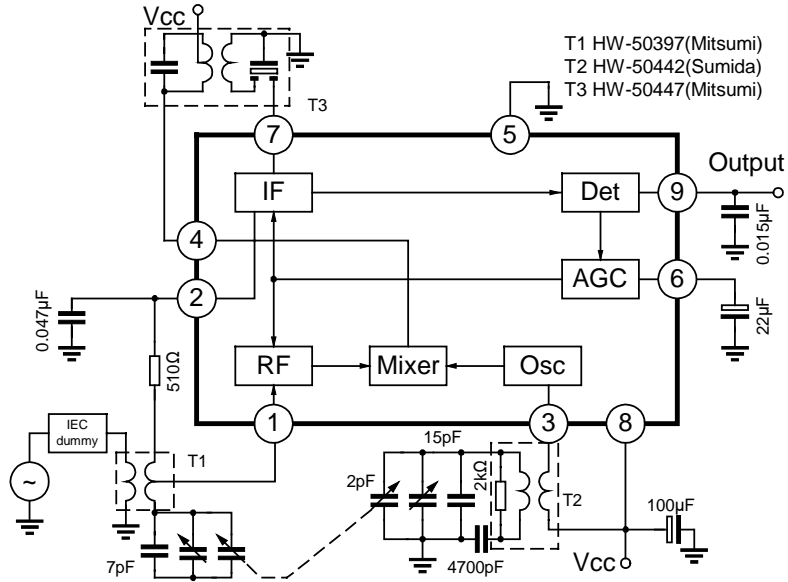 Vcc
T1 HW-50397(Mitsumi)
T2 HW-50442(Sumida)
T3 HW-50447(Mitsumi)
T3
7
5
Output
IF
Det
9
0.015µF
4
2
AGC
6
0.047µF
22µF
510Ω
RF
Mixer
Osc
1
3
8
IEC
dummy
T1
15pF
2pF
2kΩ
T2
100µF
~
7pF
4700pF
Vcc